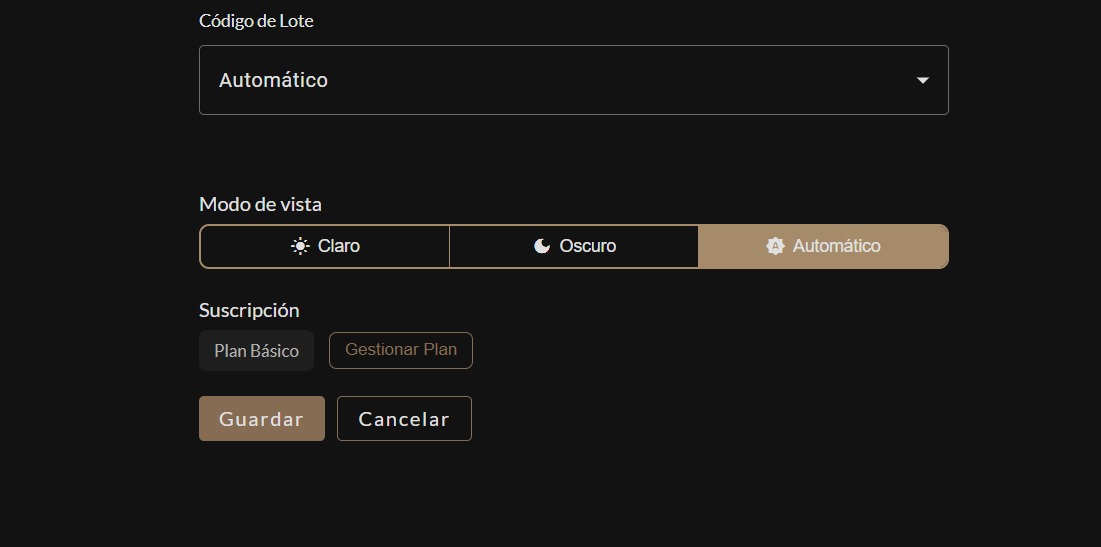 Código de Lote
Automático
Modo de vista
Claro
Oscuro
A Automático
Suscripción
Plan Básico
Gestionar Plan
Guardar
Cancelar